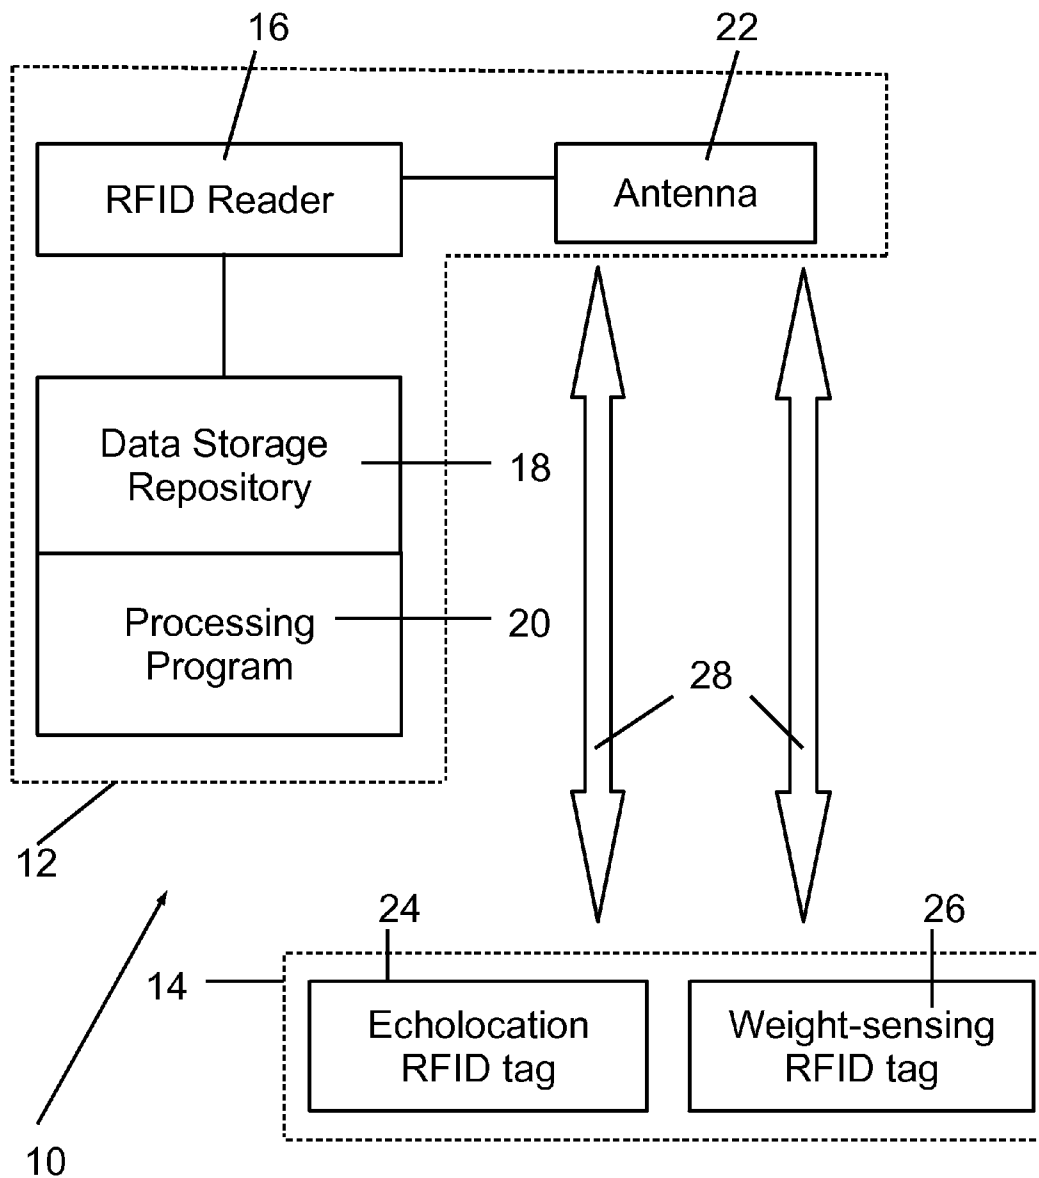 16
22
RFID Reader
Antenna
Data Storage
Repository
18
Processing
Program
20
28
12
24
26
14
Echolocation
RFID tag
Weight-sensing
RFID tag
10